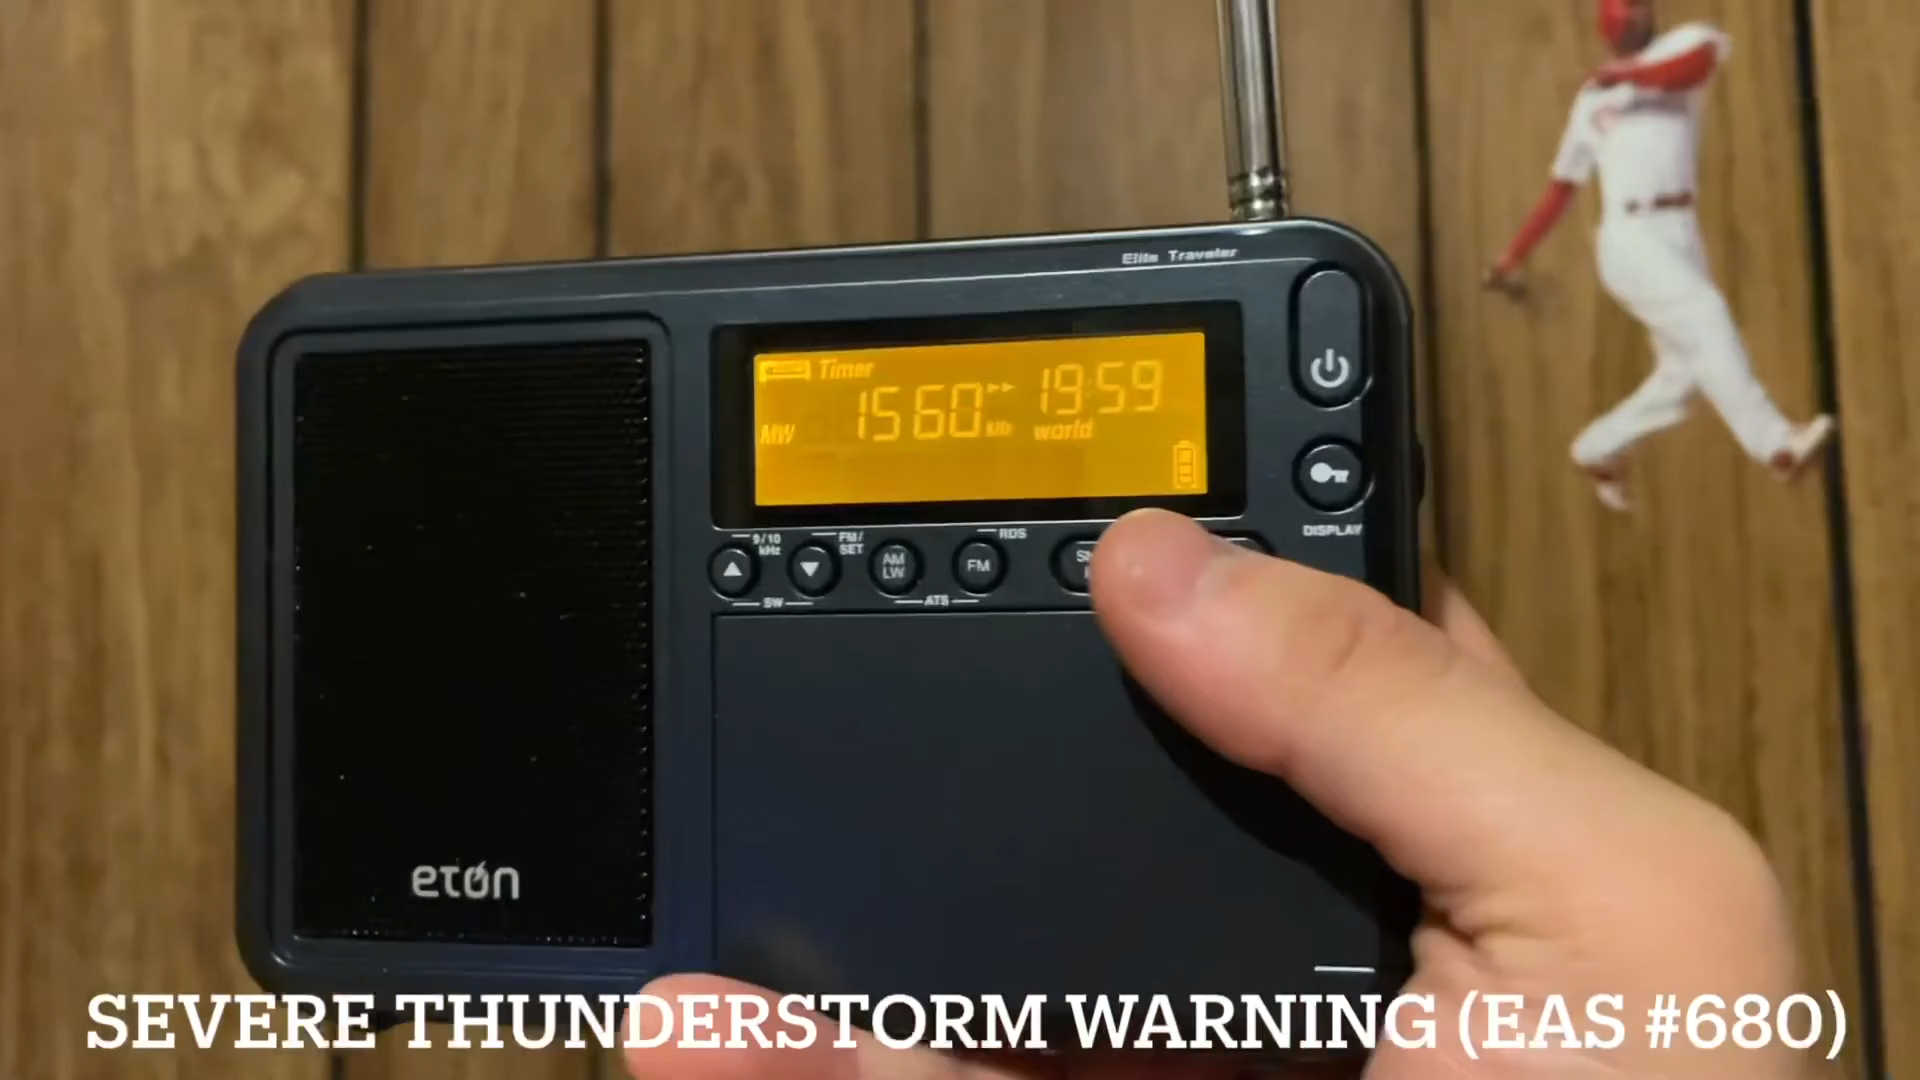 Elite Traveler
Timer
1560 19:59
MW kHz world
9/10 kHz
FM/ SET
RDS
AM LW
FM
DISPLAY
SW
ATS
etón
SEVERE THUNDERSTORM WARNING (EAS #680)